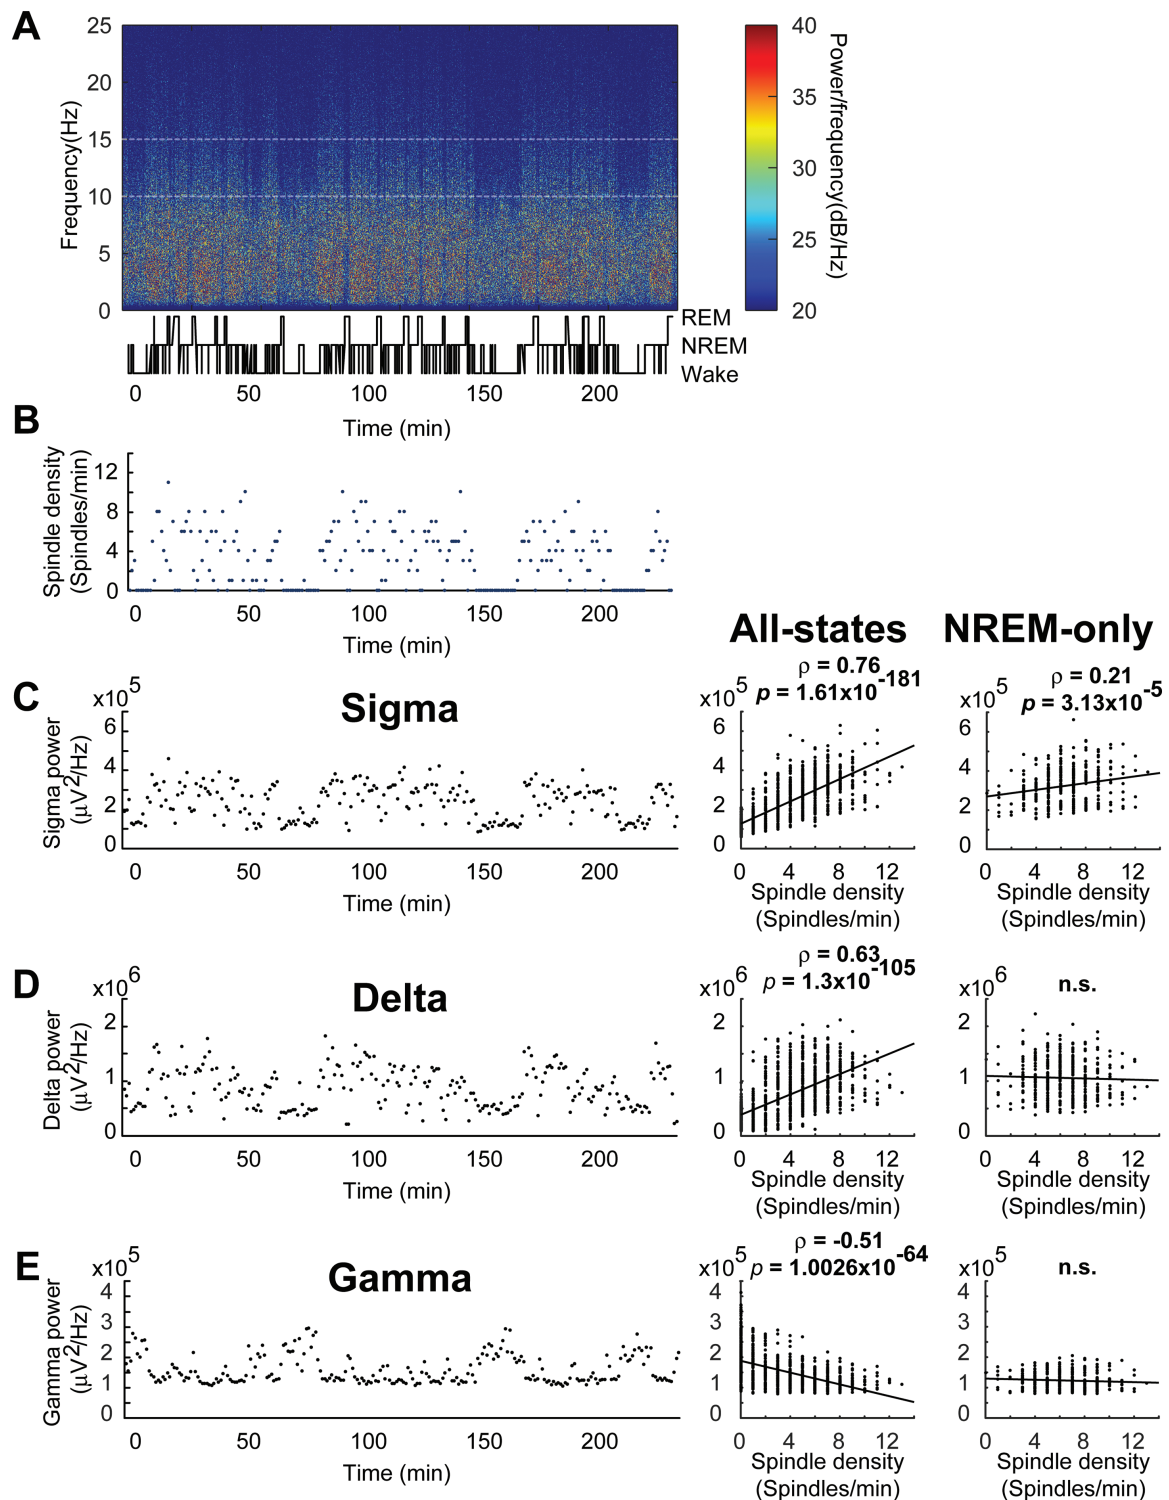 A
25
20
15
10
5
0
Frequency(Hz)
40
35
30
25
20
Power/frequency(dB/Hz)
REM
NREM
Wake
0 50 100 150 200
Time (min)
B
Spindle density
(Spindles/min)
12
8
4
0
0 50 100 150 200
Time (min)
All-states NREM-only
C
Sigma
x10^5
Sigma power
(μV^2/Hz)
6
4
2
0
0 50 100 150 200
Time (min)
ρ = 0.76
p = 1.61x10^-181
x10^5
6
4
2
0
0 4 8 12
Spindle density
(Spindles/min)
ρ = 0.21
p = 3.13x10^-5
x10^5
6
4
2
0
0 4 8 12
Spindle density
(Spindles/min)
D
Delta
x10^6
Delta power
(μV^2/Hz)
2
1
0
0 50 100 150 200
Time (min)
ρ = 0.63
p = 1.3x10^-105
x10^6
2
1
0
0 4 8 12
Spindle density
(Spindles/min)
n.s.
x10^6
2
1
0
0 4 8 12
Spindle density
(Spindles/min)
E
Gamma
x10^5
Gamma power
(μV^2/Hz)
4
3
2
1
0
0 50 100 150 200
Time (min)
ρ = -0.51
p = 1.0026x10^-64
x10^5
4
3
2
1
0
0 4 8 12
Spindle density
(Spindles/min)
n.s.
x10^5
4
3
2
1
0
0 4 8 12
Spindle density
(Spindles/min)